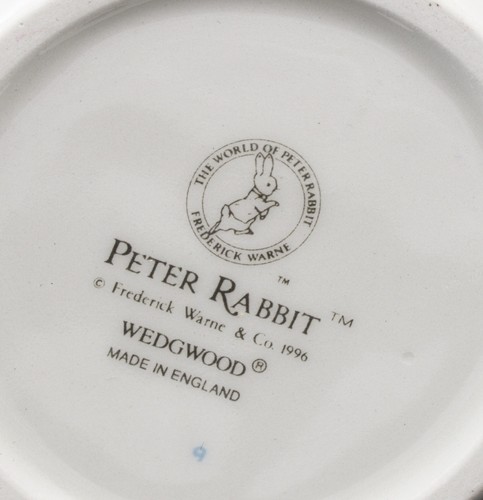 THE WORLD OF PETER RABBIT
FREDERICK WARNE
™
PETER RABBIT ™
© Frederick Warne & Co. 1996
WEDGWOOD ®
MADE IN ENGLAND